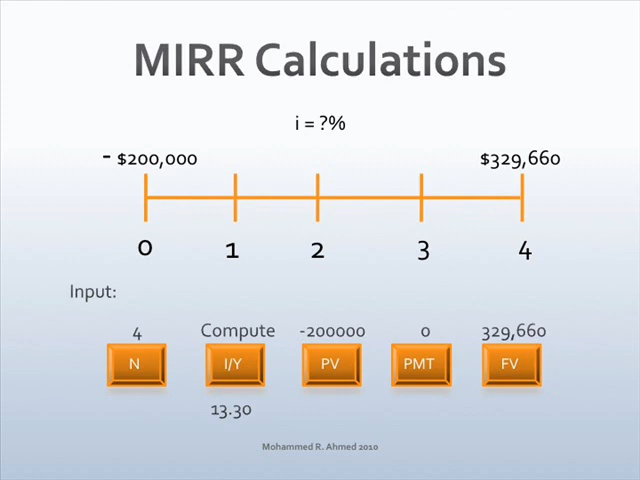 MIRR Calculations
i = ?%
- $200,000 $329,660
0 1 2 3 4
Input:
4 Compute -200000 0 329,660
N I/Y PV PMT FV
13.30
Mohammed R. Ahmed 2010